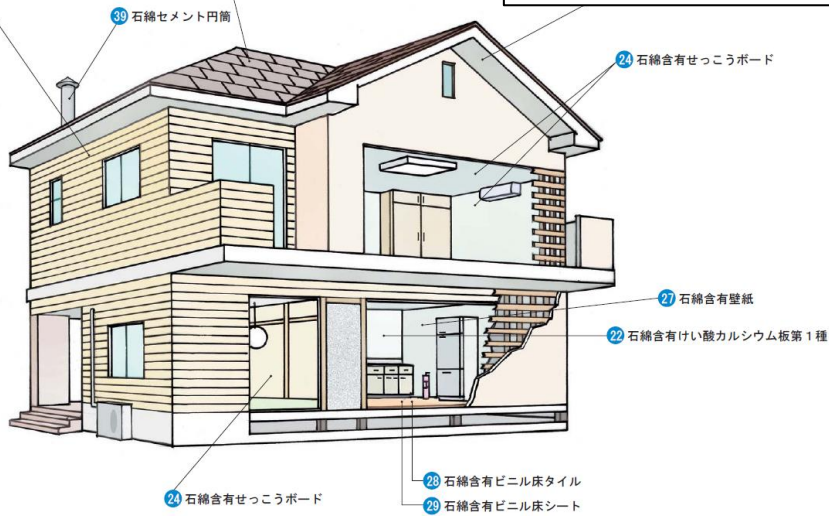 39 石綿セメント円筒
24 石綿含有せっこうボード
27 石綿含有壁紙
22 石綿含有けい酸カルシウム板第1種
28 石綿含有ビニル床タイル
24 石綿含有せっこうボード
29 石綿含有ビニル床シート